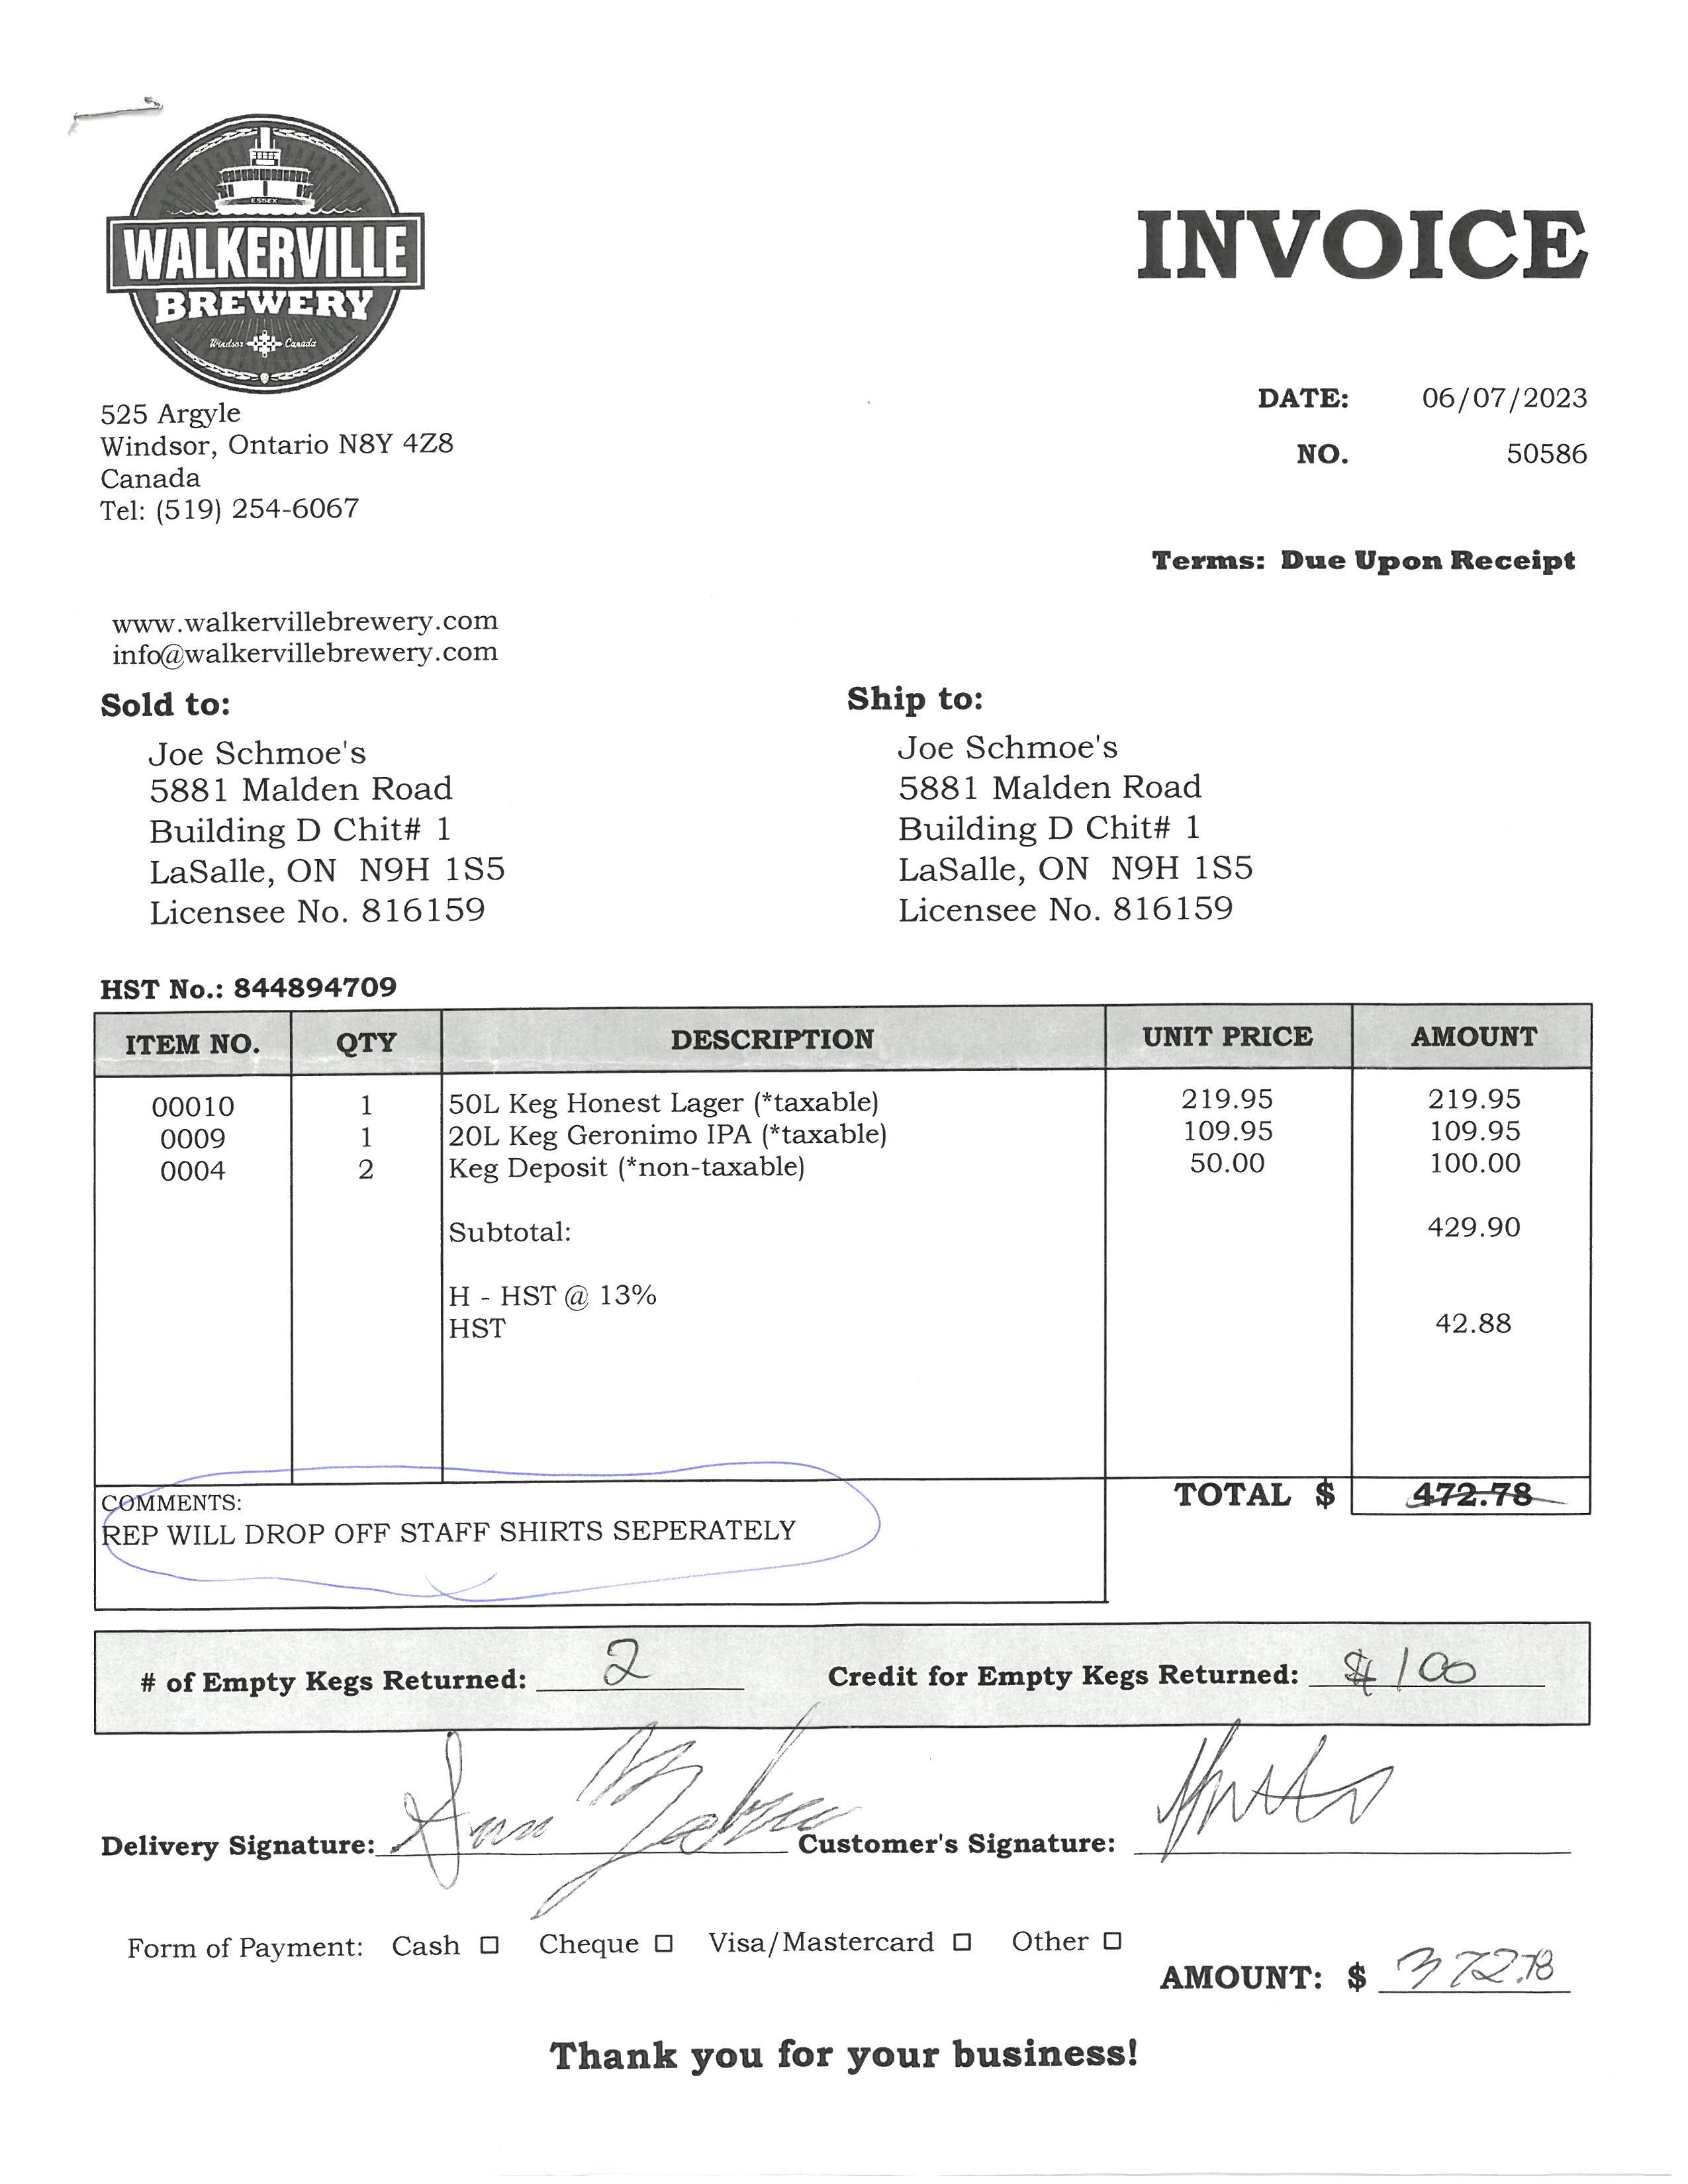 ESSEX
WALKERVILLE
BREWERY
Windsor Canada
INVOICE
525 Argyle
Windsor, Ontario N8Y 4Z8
Canada
Tel: (519) 254-6067
DATE: 06/07/2023
NO. 50586
Terms: Due Upon Receipt
www.walkervillebrewery.com
info@walkervillebrewery.com
Sold to:
Joe Schmoe's
5881 Malden Road
Building D Chit# 1
LaSalle, ON N9H 1S5
Licensee No. 816159
Ship to:
Joe Schmoe's
5881 Malden Road
Building D Chit# 1
LaSalle, ON N9H 1S5
Licensee No. 816159
HST No.: 844894709
ITEM NO. QTY DESCRIPTION UNIT PRICE AMOUNT
00010 1 50L Keg Honest Lager (*taxable) 219.95 219.95
0009 1 20L Keg Geronimo IPA (*taxable) 109.95 109.95
0004 2 Keg Deposit (*non-taxable) 50.00 100.00
Subtotal: 429.90
H - HST @ 13%
HST 42.88
TOTAL $ 472.78
COMMENTS:
REP WILL DROP OFF STAFF SHIRTS SEPERATELY
# of Empty Kegs Returned: 2 Credit for Empty Kegs Returned: $100
Delivery Signature: Customer's Signature:
Form of Payment: Cash □ Cheque □ Visa/Mastercard □ Other □
AMOUNT: $ 372.78
Thank you for your business!